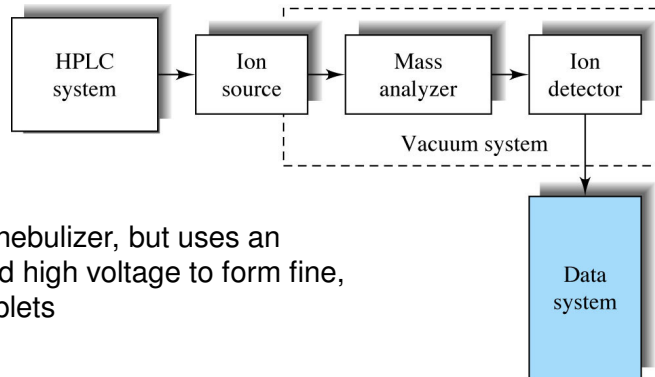 HPLC
system
Ion
source
Mass
analyzer
Ion
detector
Vacuum system
nebulizer, but uses an
d high voltage to form fine,
plets
Data
system